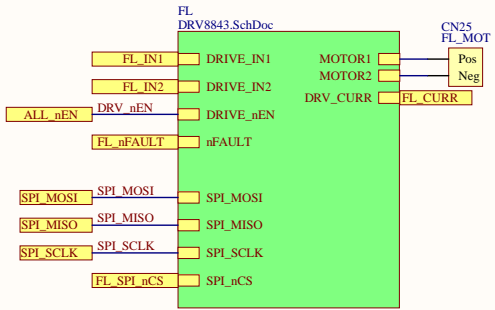 FL
DRV8843.SchDoc
CN25
FL_MOT
FL_IN1
DRIVE_IN1
MOTOR1
Pos
MOTOR2
Neg
FL_IN2
DRIVE_IN2
DRV_CURR
FL_CURR
ALL_nEN
DRV_nEN
DRIVE_nEN
FL_nFAULT
nFAULT
SPI_MOSI
SPI_MOSI
SPI_MOSI
SPI_MISO
SPI_MISO
SPI_MISO
SPI_SCLK
SPI_SCLK
SPI_SCLK
FL_SPI_nCS
SPI_nCS